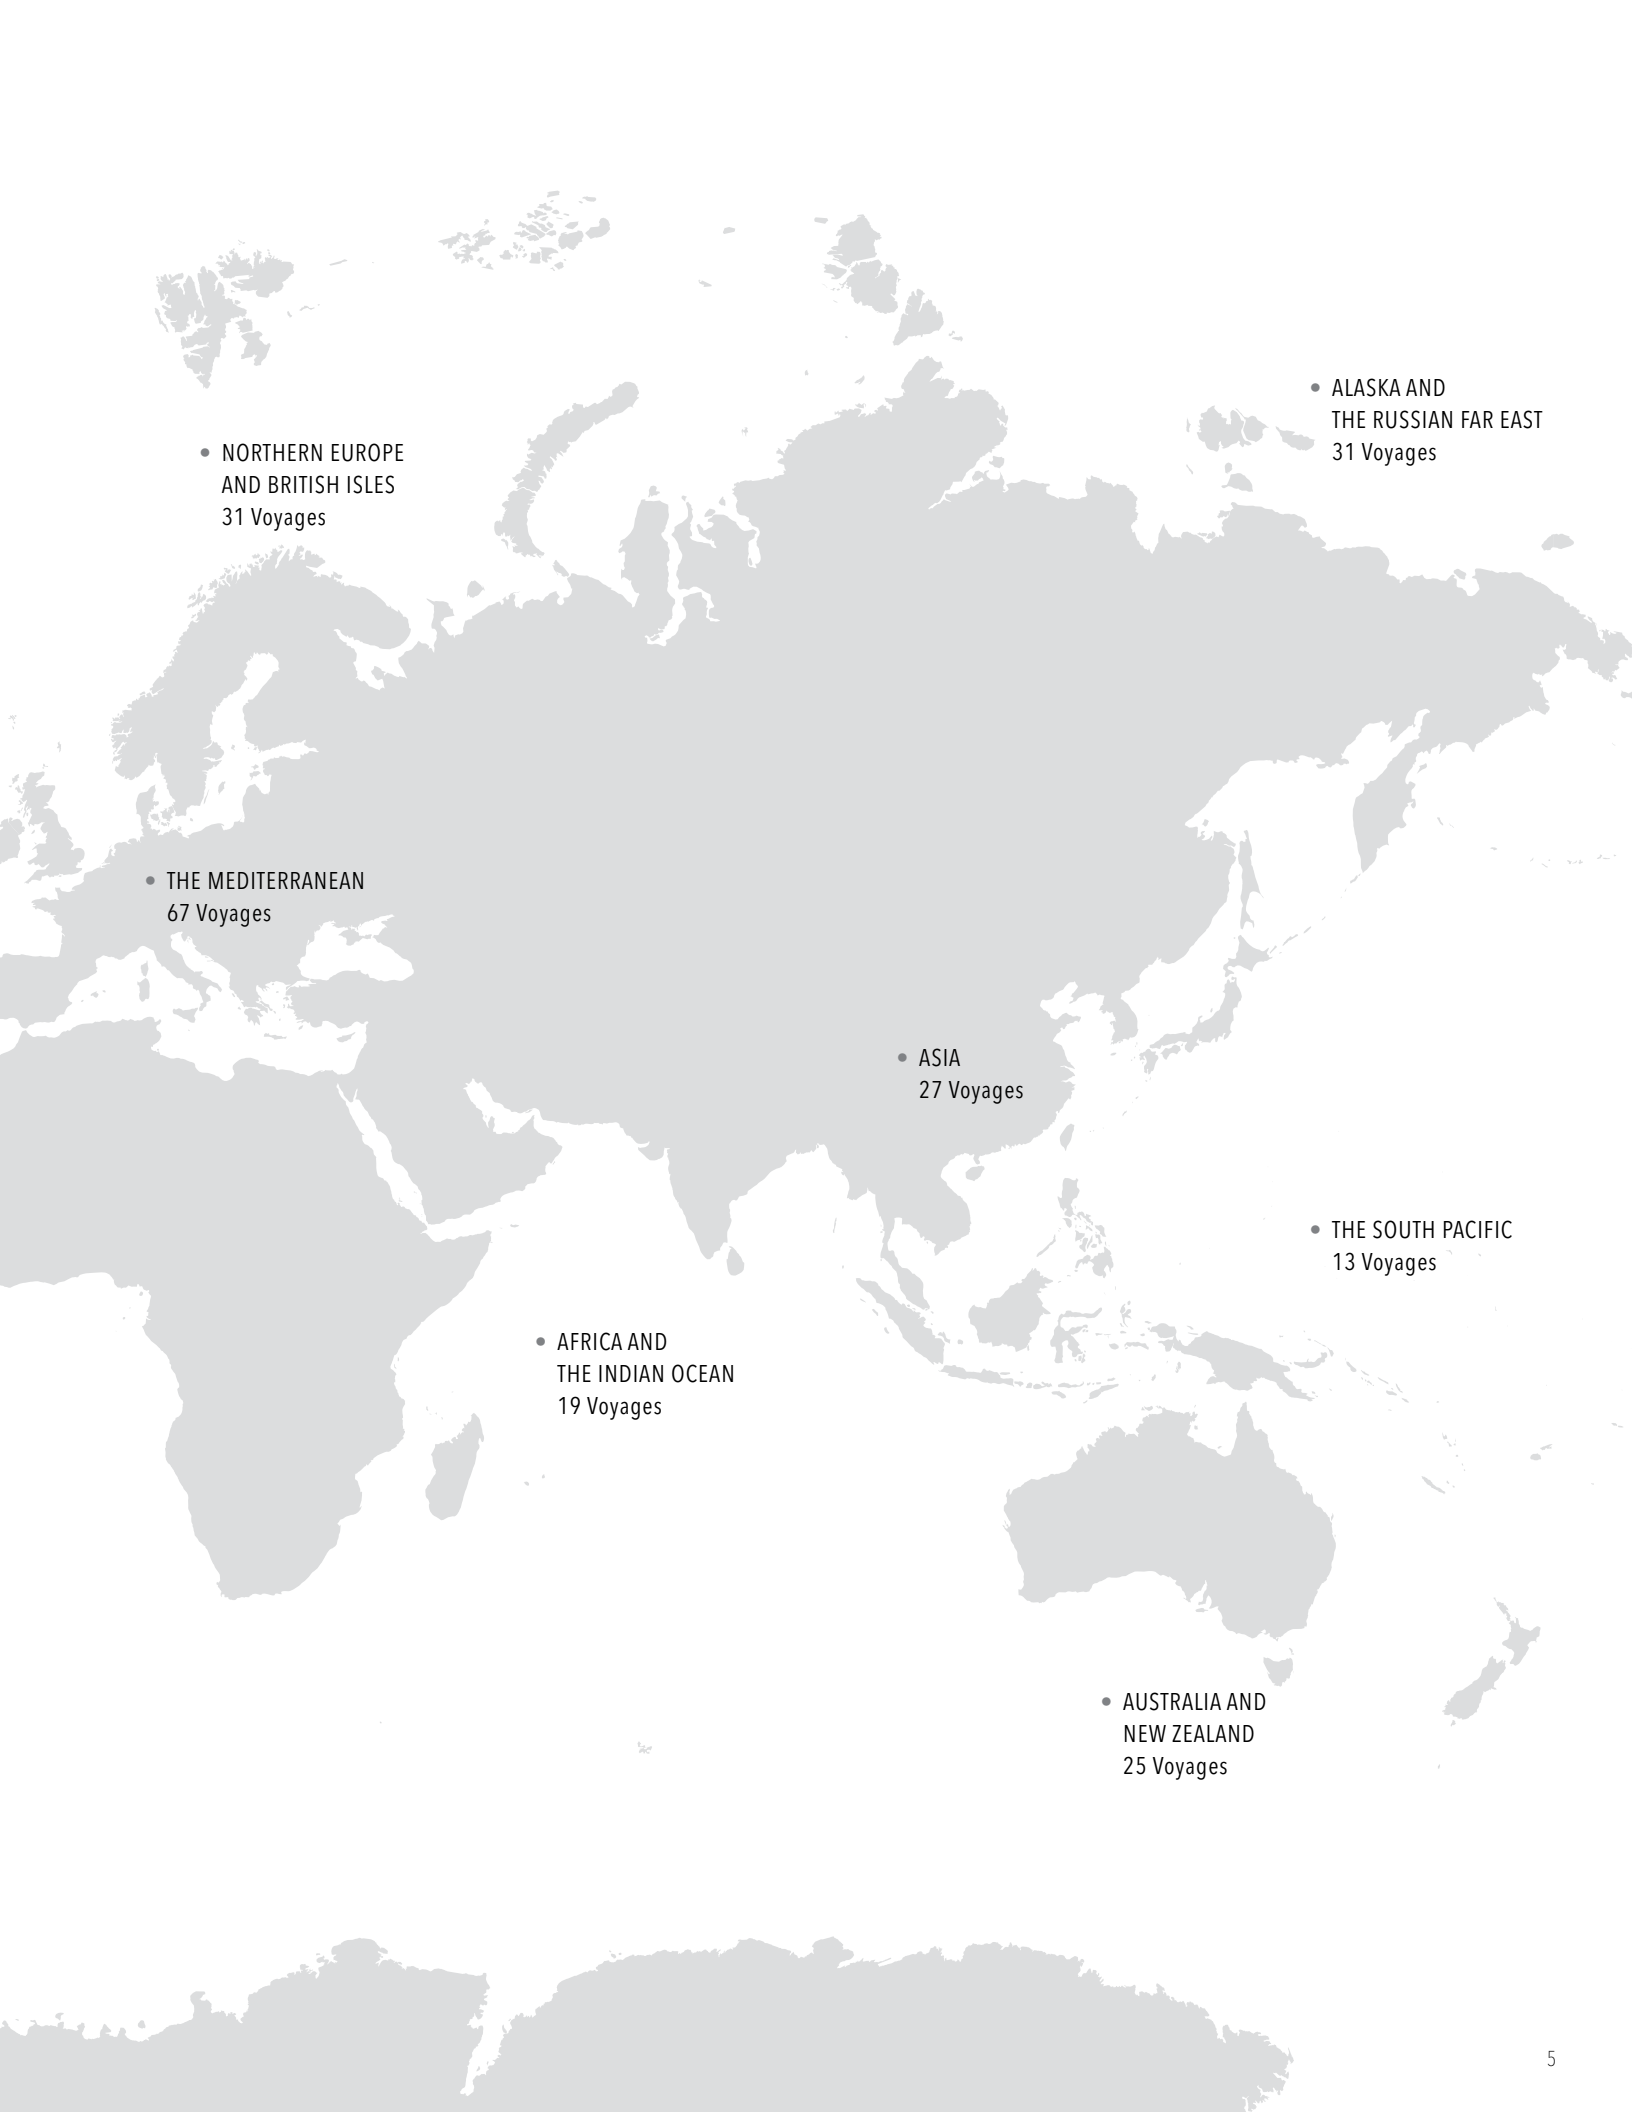 ALASKA AND
THE RUSSIAN FAR EAST
31 Voyages
NORTHERN EUROPE
AND BRITISH ISLES
31 Voyages
THE MEDITERRANEAN
67 Voyages
ASIA
27 Voyages
THE SOUTH PACIFIC
13 Voyages
AFRICA AND
THE INDIAN OCEAN
19 Voyages
AUSTRALIA AND
NEW ZEALAND
25 Voyages
5